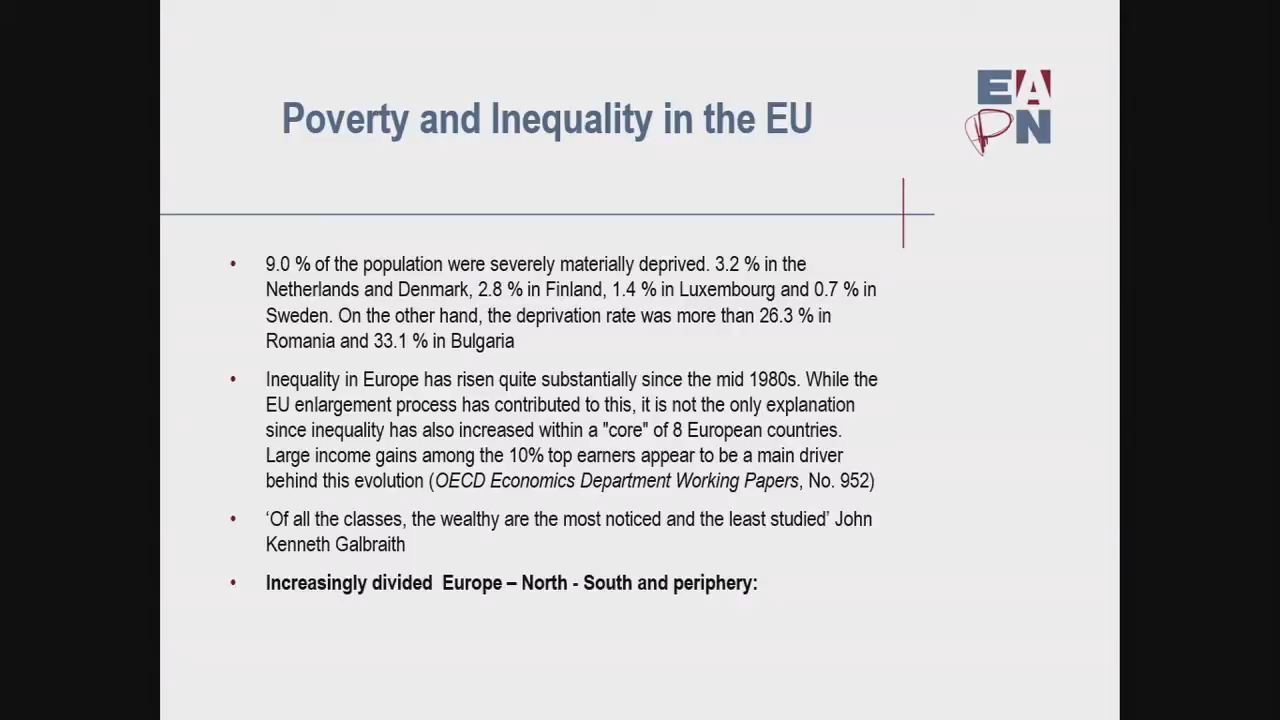 Poverty and Inequality in the EU
EA
PN
• 9.0 % of the population were severely materially deprived. 3.2 % in the
Netherlands and Denmark, 2.8 % in Finland, 1.4 % in Luxembourg and 0.7 % in
Sweden. On the other hand, the deprivation rate was more than 26.3 % in
Romania and 33.1 % in Bulgaria
• Inequality in Europe has risen quite substantially since the mid 1980s. While the
EU enlargement process has contributed to this, it is not the only explanation
since inequality has also increased within a "core" of 8 European countries.
Large income gains among the 10% top earners appear to be a main driver
behind this evolution (OECD Economics Department Working Papers, No. 952)
• ‘Of all the classes, the wealthy are the most noticed and the least studied’ John
Kenneth Galbraith
• Increasingly divided  Europe – North - South and periphery: